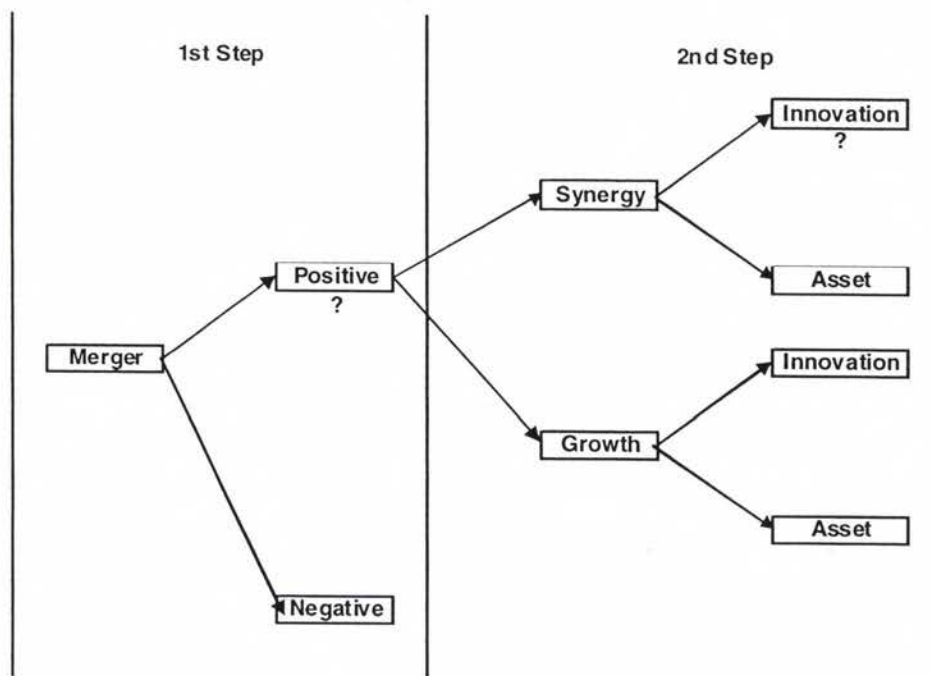 1st Step
2nd Step
Innovation
?
Synergy
Positive
?
Asset
Merger
Innovation
Growth
Asset
Negative